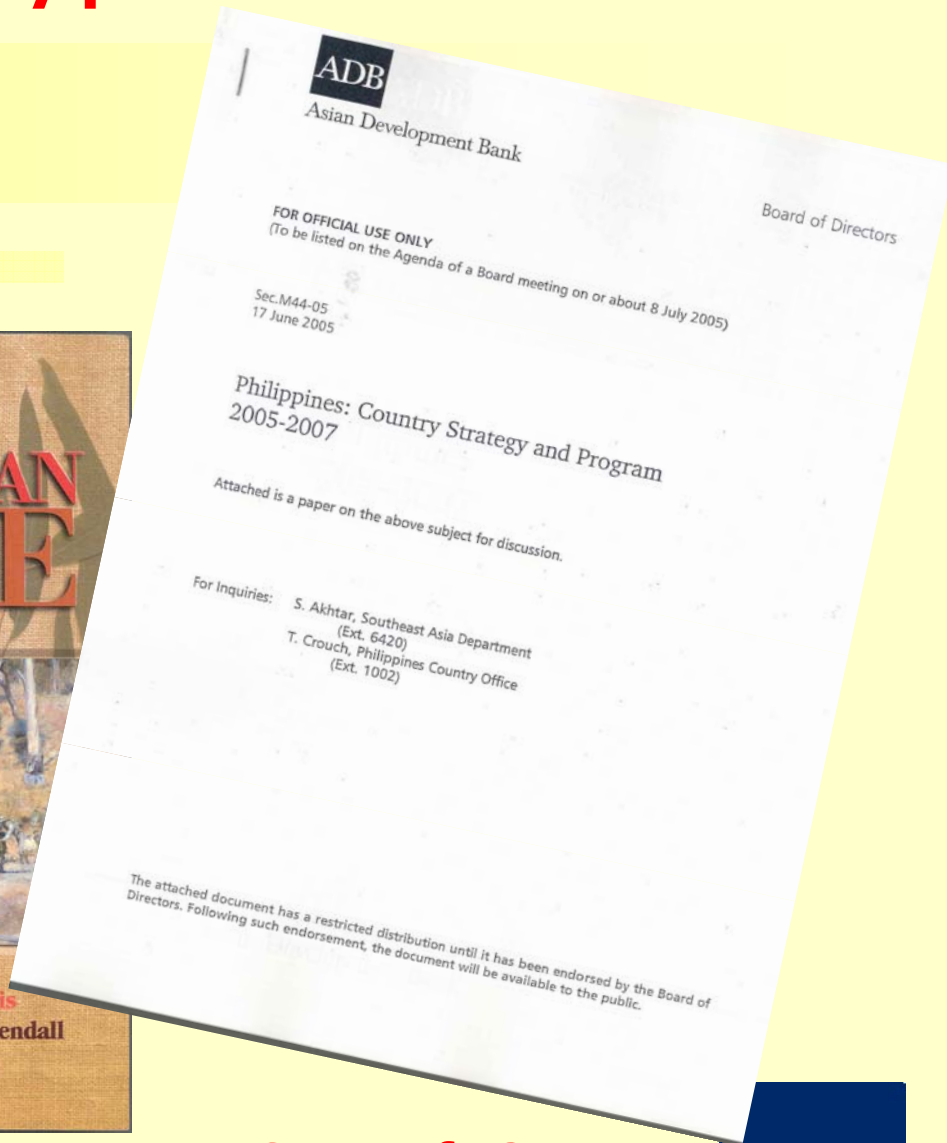 ADB
Asian Development Bank
Board of Directors
FOR OFFICIAL USE ONLY
(To be listed on the Agenda of a Board meeting on or about 8 July 2005)
Sec.M44-05
17 June 2005
Philippines: Country Strategy and Program
2005-2007
Attached is a paper on the above subject for discussion.
For Inquiries: S. Akhtar, Southeast Asia Department
(Ext. 6420)
T. Crouch, Philippines Country Office
(Ext. 1002)
The attached document has a restricted distribution until it has been endorsed by the Board of
Directors. Following such endorsement, the document will be available to the public.
AN
E
is
endall